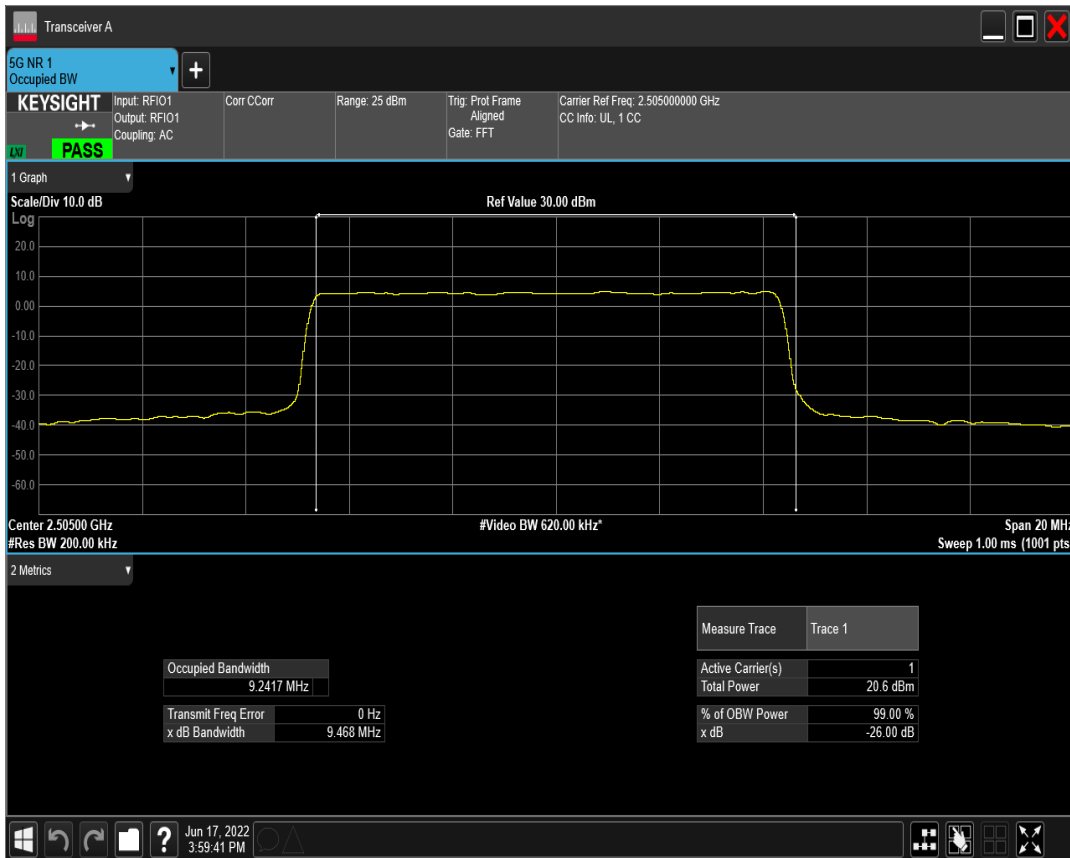 Transceiver A
5G NR 1
Occupied BW
KEYSIGHT
LXI
PASS
Input: RFIO1
Output: RFIO1
Coupling: AC
Corr CCorr
Range: 25 dBm
Trig: Prot Frame
Aligned
Gate: FFT
Carrier Ref Freq: 2.505000000 GHz
CC Info: UL, 1 CC
1 Graph
Scale/Div 10.0 dB
Ref Value 30.00 dBm
Log
20.0
10.0
0.00
-10.0
-20.0
-30.0
-40.0
-50.0
-60.0
Center 2.50500 GHz
#Video BW 620.00 kHz*
Span 20 MHz
#Res BW 200.00 kHz
Sweep 1.00 ms (1001 pts
2 Metrics
Measure Trace Trace 1
Occupied Bandwidth
9.2417 MHz
Active Carrier(s) 1
Total Power 20.6 dBm
Transmit Freq Error 0 Hz
x dB Bandwidth 9.468 MHz
% of OBW Power 99.00 %
x dB -26.00 dB
Jun 17, 2022
3:59:41 PM